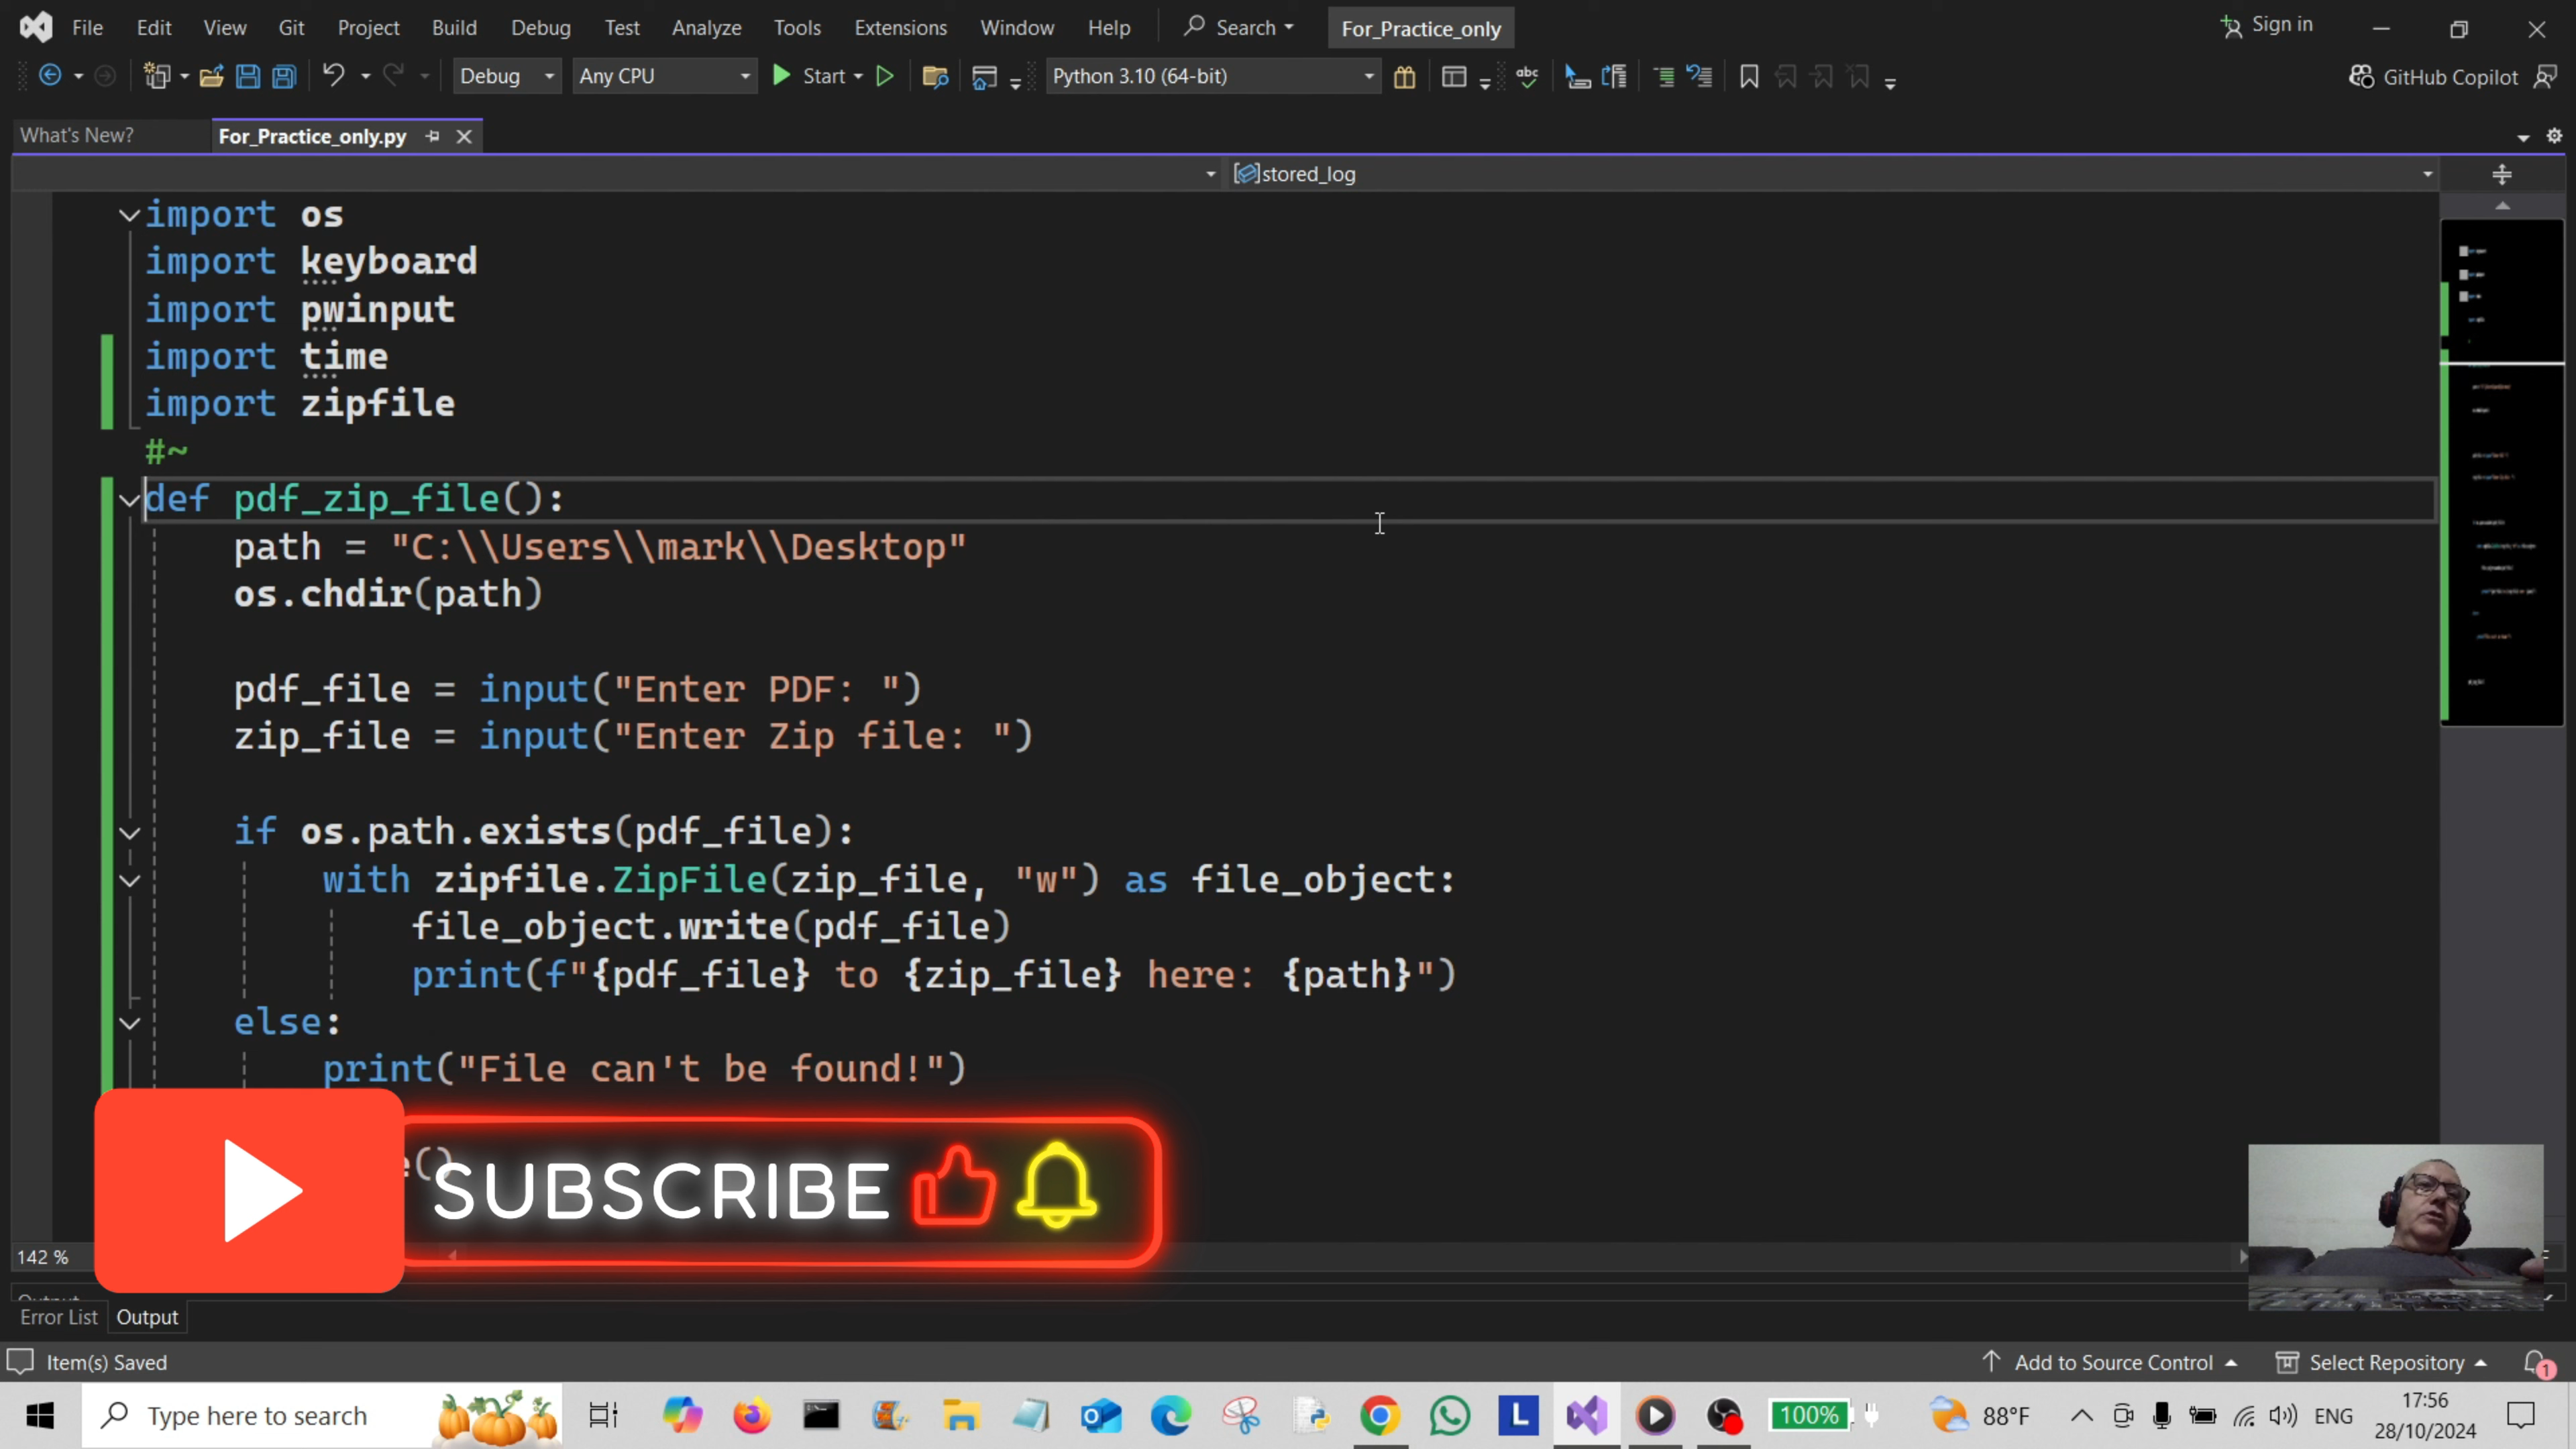 File Edit View Git Project Build Debug Test Analyze Tools Extensions Window Help Search For_Practice_only Sign in
Debug Any CPU Start Python 3.10 (64-bit) abc GitHub Copilot
What's New? For_Practice_only.py
stored_log
import os
import keyboard
import pwinput
import time
import zipfile
#~
def pdf_zip_file():
path = "C:\\Users\\mark\\Desktop"
os.chdir(path)
pdf_file = input("Enter PDF: ")
zip_file = input("Enter Zip file: ")
if os.path.exists(pdf_file):
with zipfile.ZipFile(zip_file, "w") as file_object:
file_object.write(pdf_file)
print(f"{pdf_file} to {zip_file} here: {path}")
else:
print("File can't be found!")
e()
SUBSCRIBE
142 %
Error List Output
Item(s) Saved Add to Source Control Select Repository 1
Type here to search L 100% 88°F ENG 17:56
28/10/2024